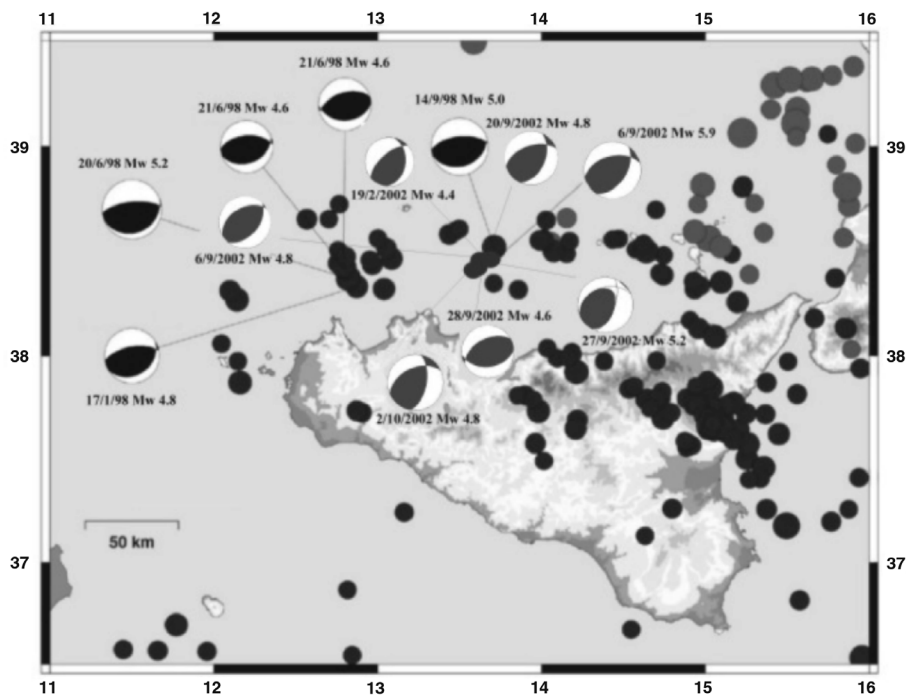 11 12 13 14 15 16
21/6/98 Mw 4.6
21/6/98 Mw 4.6
14/9/98 Mw 5.0
20/9/2002 Mw 4.8
6/9/2002 Mw 5.9
39 39
20/6/98 Mw 5.2
19/2/2002 Mw 4.4
6/9/2002 Mw 4.8
28/9/2002 Mw 4.6
27/9/2002 Mw 5.2
38 38
17/1/98 Mw 4.8
2/10/2002 Mw 4.8
50 km
37 37
11 12 13 14 15 16